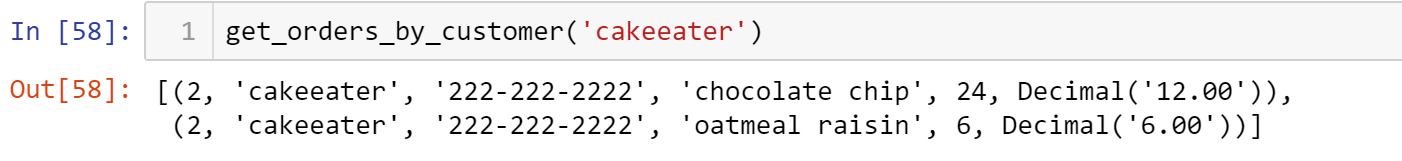 In [58]: 1 get_orders_by_customer('cakeeater')
Out[58]: [(2, 'cakeeater', '222-222-2222', 'chocolate chip', 24, Decimal('12.00')),
(2, 'cakeeater', '222-222-2222', 'oatmeal raisin', 6, Decimal('6.00'))]